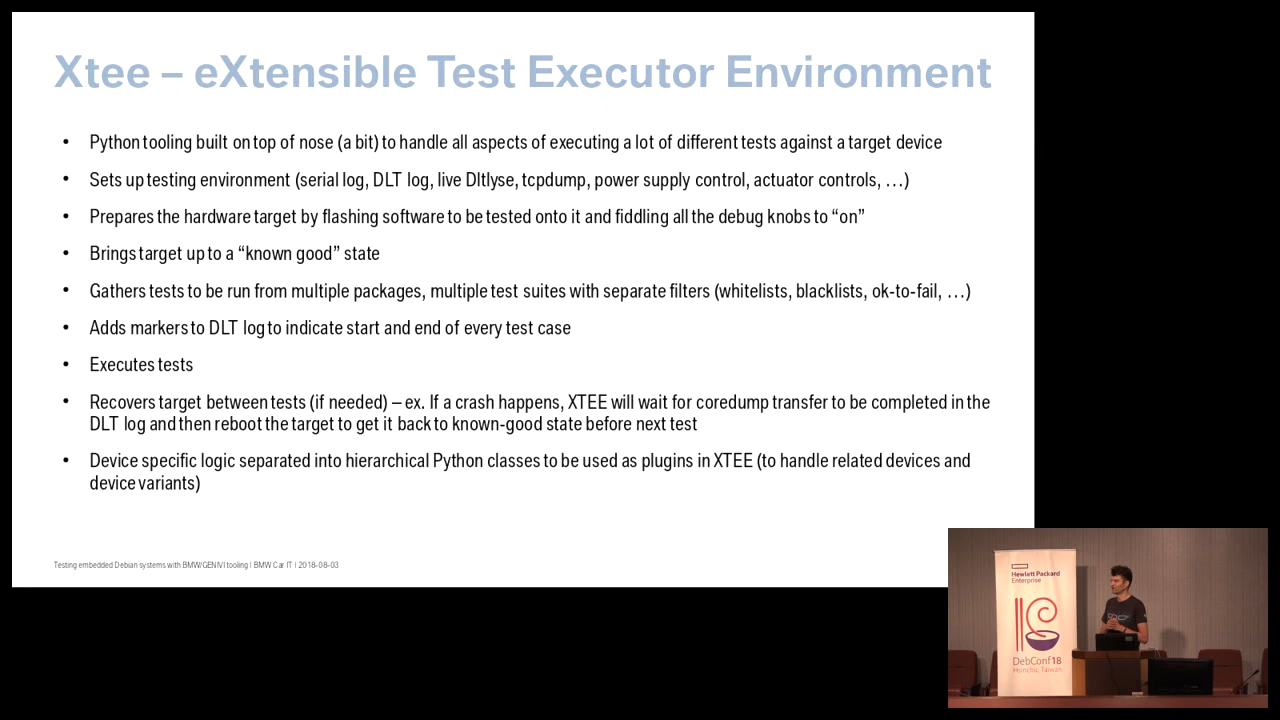 Xtee – eXtensible Test Executor Environment
• Python tooling built on top of nose (a bit) to handle all aspects of executing a lot of different tests against a target device
• Sets up testing environment (serial log, DLT log, live Dltlyse, tcpdump, power supply control, actuator controls, …)
• Prepares the hardware target by flashing software to be tested onto it and fiddling all the debug knobs to “on”
• Brings target up to a “known good” state
• Gathers tests to be run from multiple packages, multiple test suites with separate filters (whitelists, blacklists, ok-to-fail, …)
• Adds markers to DLT log to indicate start and end of every test case
• Executes tests
• Recovers target between tests (if needed) – ex. If a crash happens, XTEE will wait for coredump transfer to be completed in the
DLT log and then reboot the target to get it back to known-good state before next test
• Device specific logic separated into hierarchical Python classes to be used as plugins in XTEE (to handle related devices and
device variants)
Testing embedded Debian systems with BMW/GENIVI tooling | BMW Car IT | 2018-08-03
Hewlett Packard
Enterprise
DebConf18
Hsinchu, Taiwan